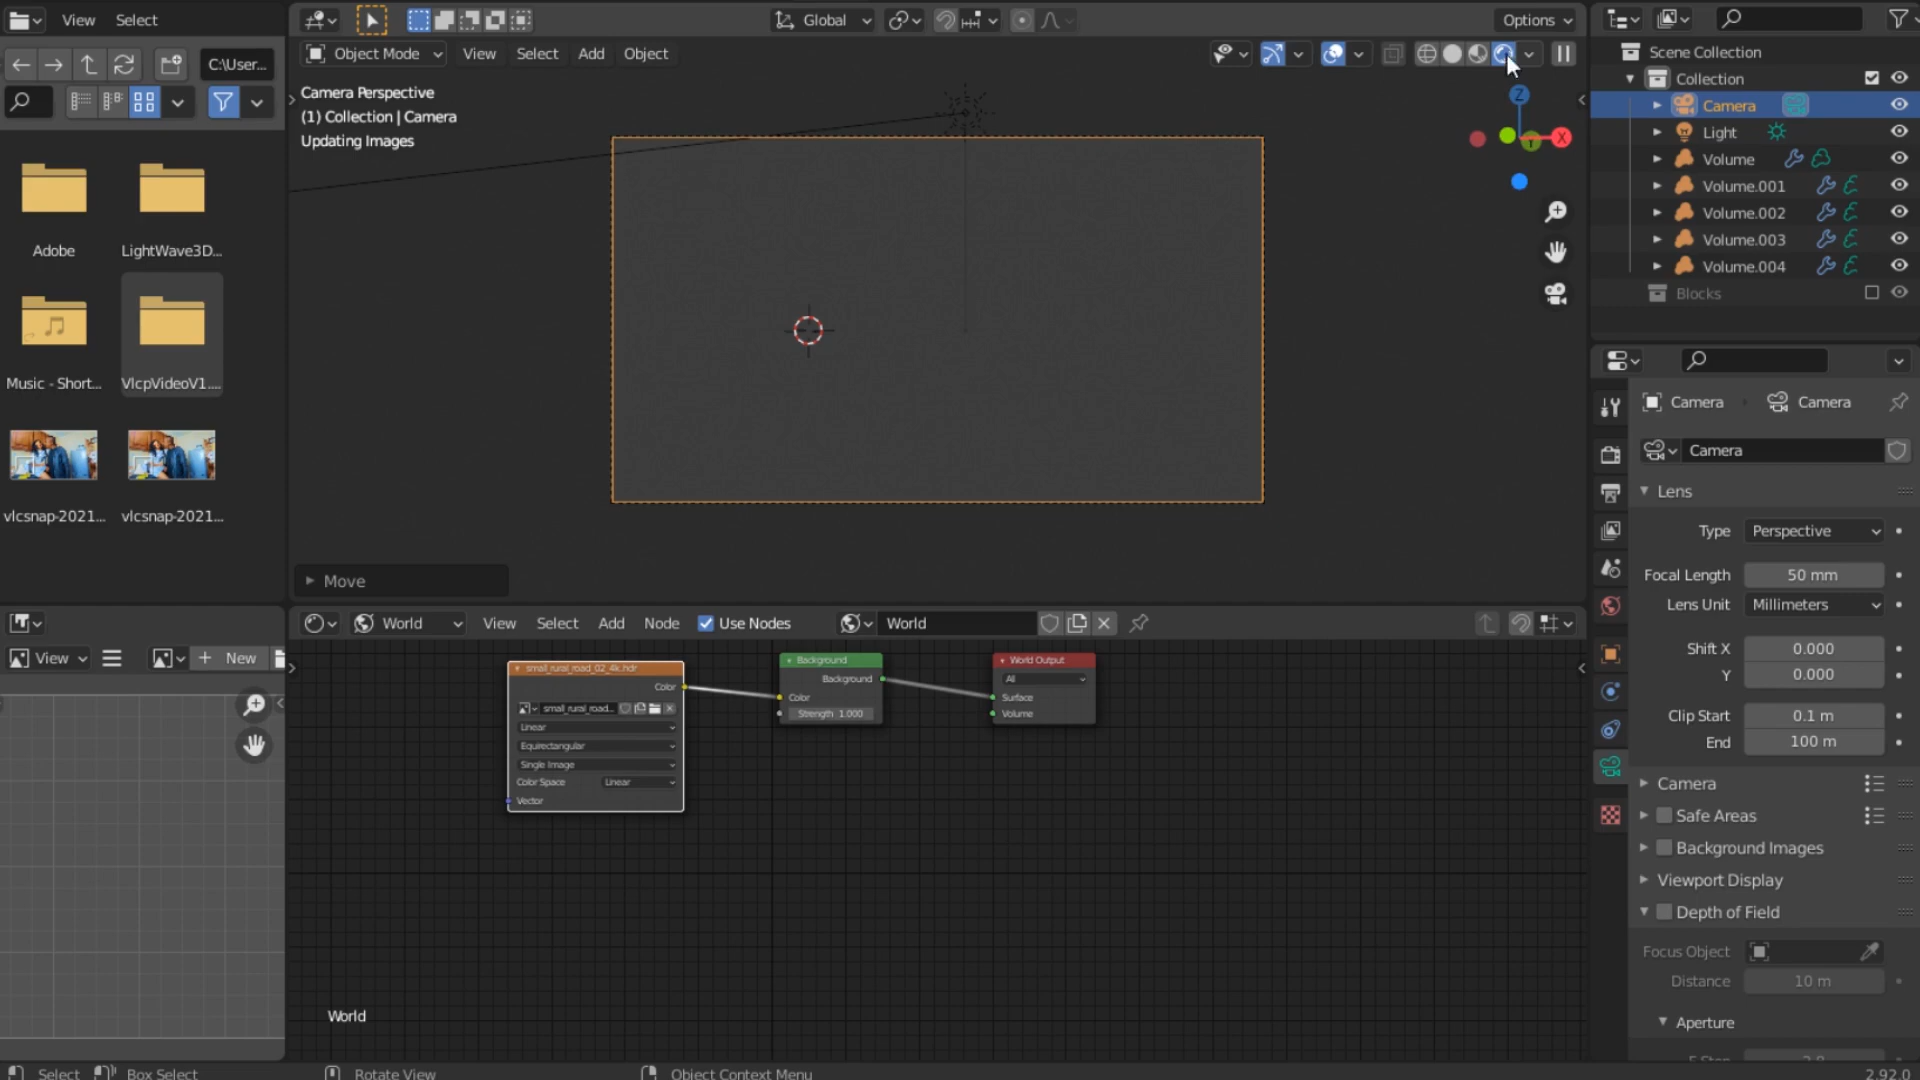 View Select
C:\User...
Adobe LightWave3D...
Music - Short... VlcpVideoV1....
vlcsnap-2021... vlcsnap-2021...
View + New
Global
Options
Object Mode View Select Add Object
Camera Perspective
(1) Collection | Camera
Updating Images
Z
X
Y
Move
World View Select Add Node Use Nodes World
small_rural_road_02_4k.hdr
Color
small_rural_road...
Linear
Equirectangular
Single Image
Color Space Linear
Vector
Background
Background
Color
Strength 1.000
World Output
All
Surface
Volume
World
Scene Collection
Collection
Camera
Light
Volume
Volume.001
Volume.002
Volume.003
Volume.004
Blocks
Camera Camera
Camera
Lens
Type Perspective
Focal Length 50 mm
Lens Unit Millimeters
Shift X 0.000
Y 0.000
Clip Start 0.1 m
End 100 m
Camera
Safe Areas
Background Images
Viewport Display
Depth of Field
Focus Object
Distance 10 m
Aperture
Select Box Select Rotate View Object Context Menu 2.92.0